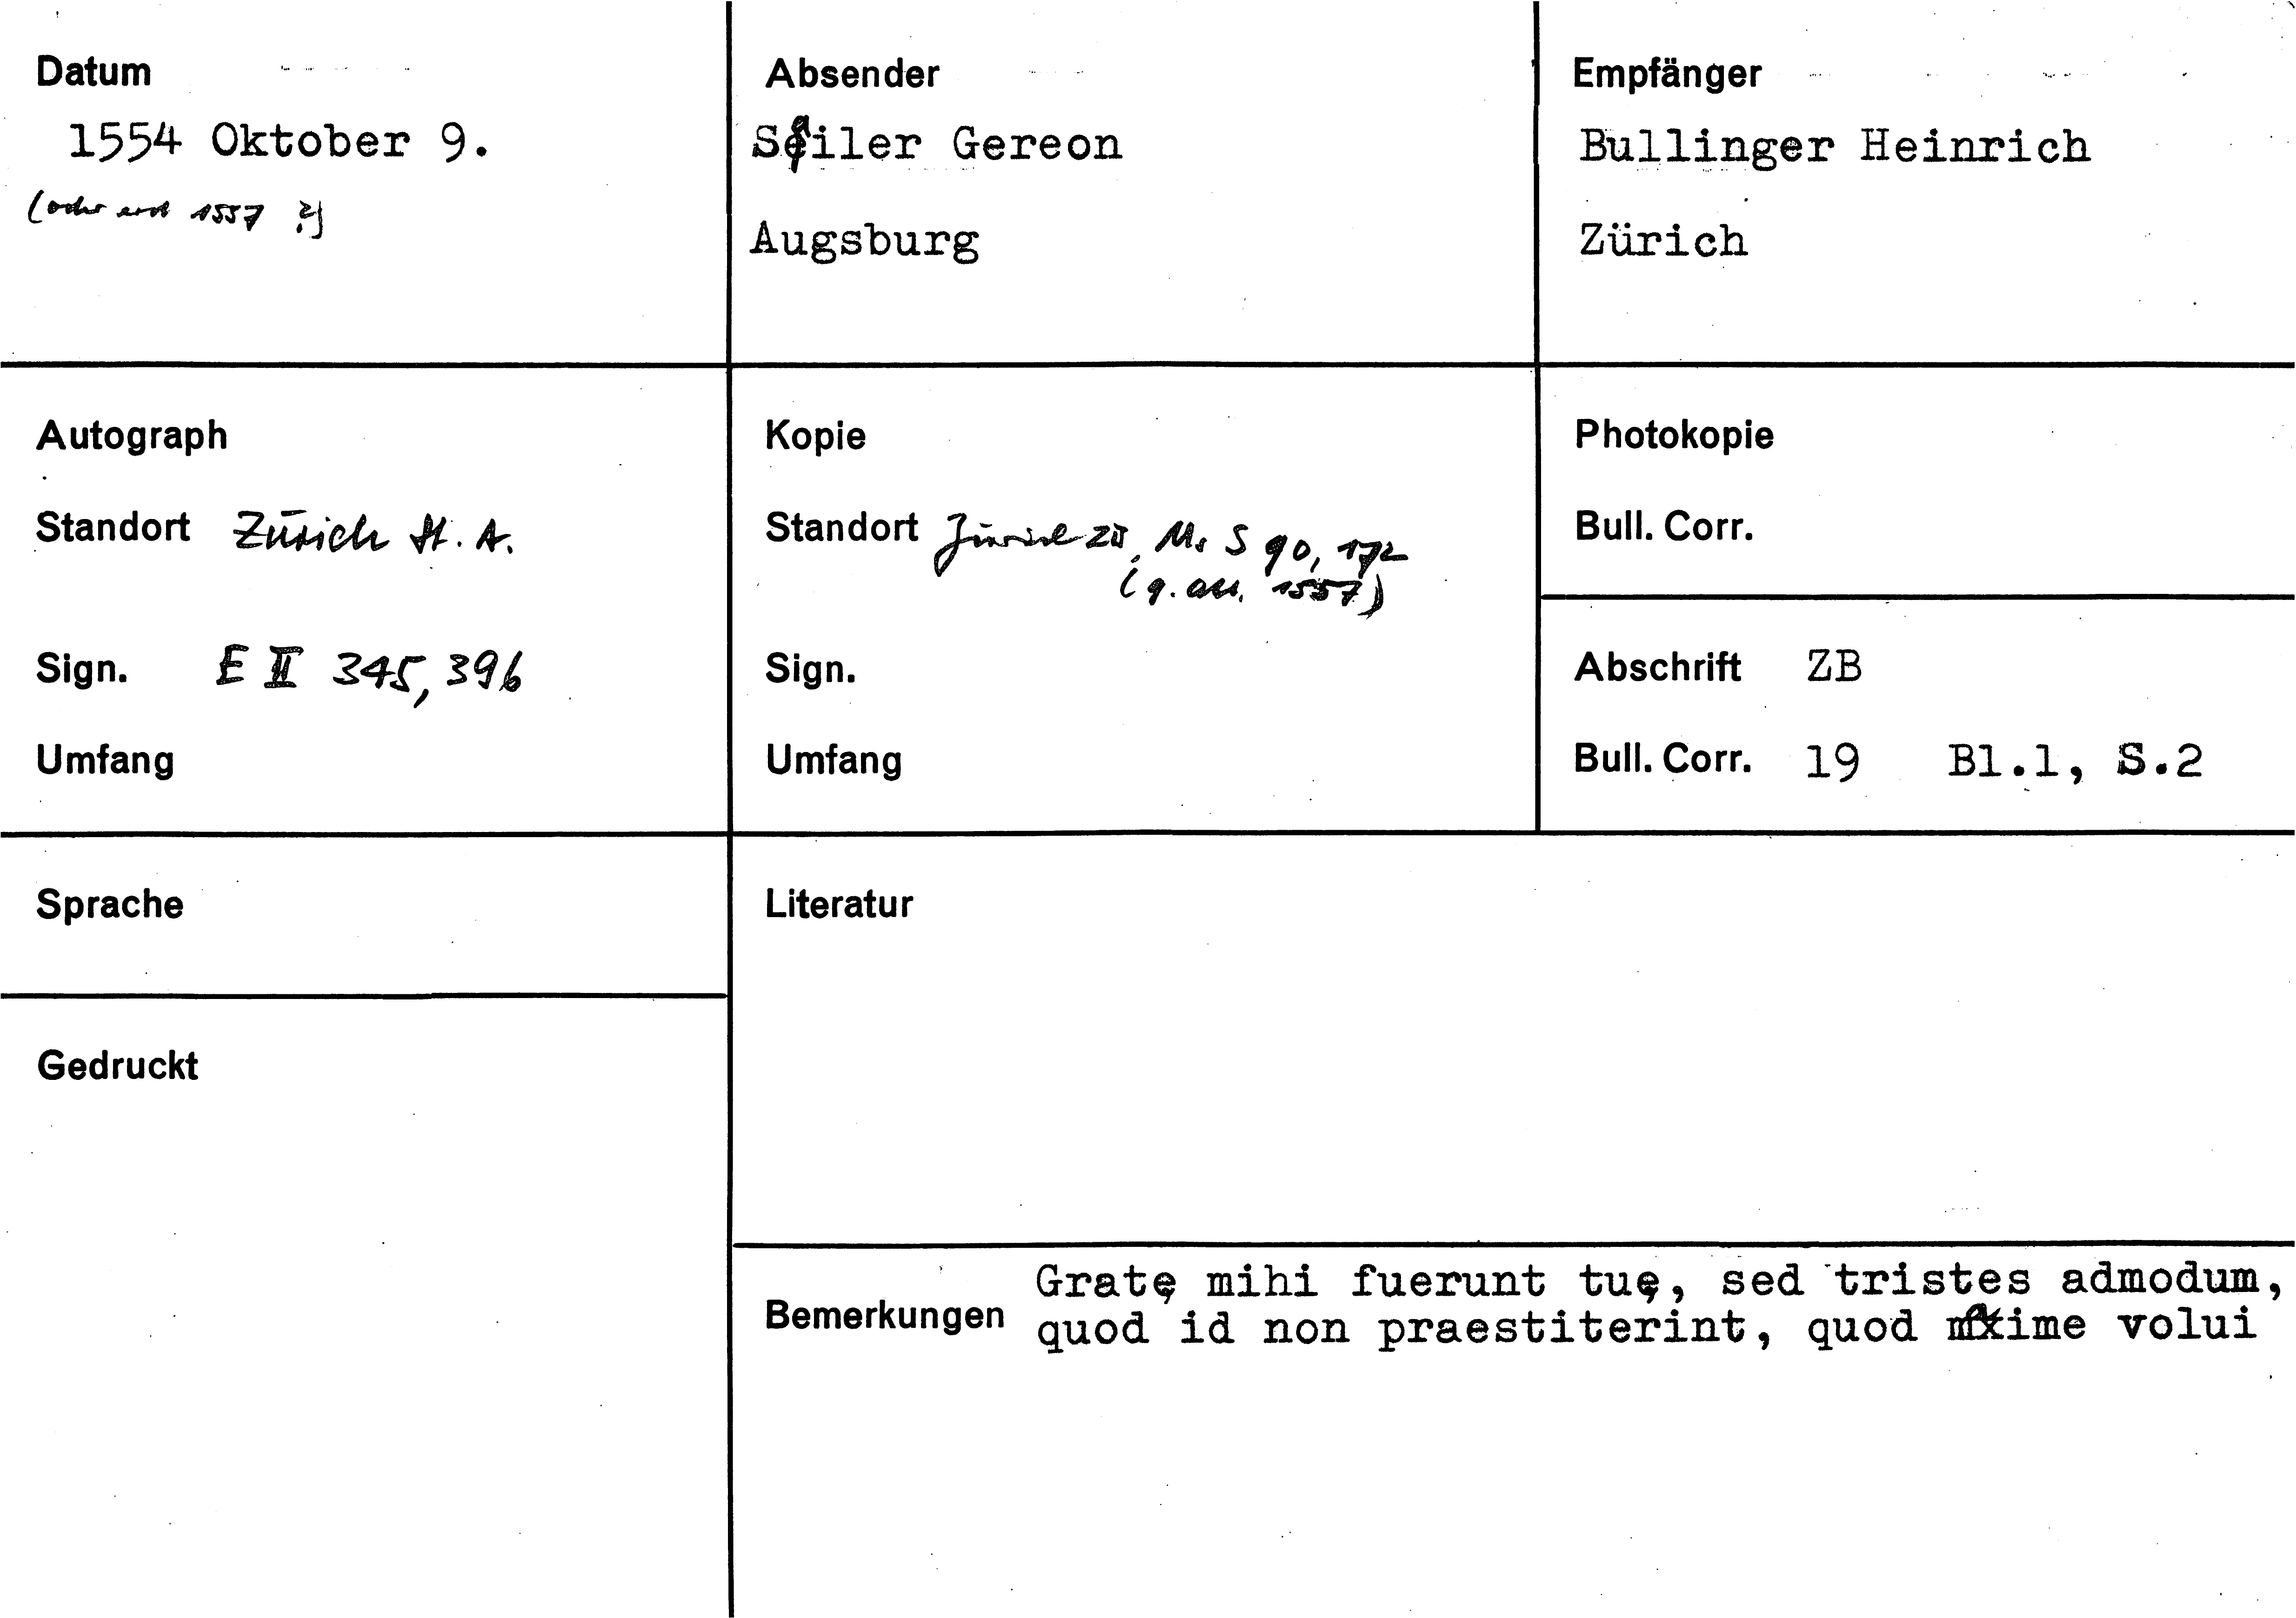 Datum
1554 Oktober 9.
(oder erst 1557 ?)
Absender
Sailer Gereon
Augsburg
Empfänger
Bullinger Heinrich
Zürich
Autograph
Standort Zürich St. A.
Sign. E II 345, 396
Umfang
Kopie
Standort Zürich ZB, Ms S 90, 172
1557)
Sign.
Umfang
Photokopie
Bull. Corr.
Abschrift ZB
Bull. Corr. 19 Bl.1, S.2
Sprache
Literatur
Gedruckt
Bemerkungen
Gratę mihi fuerunt tuę, sed tristes admodum,
quod id non praestiterint, quod maxime volui